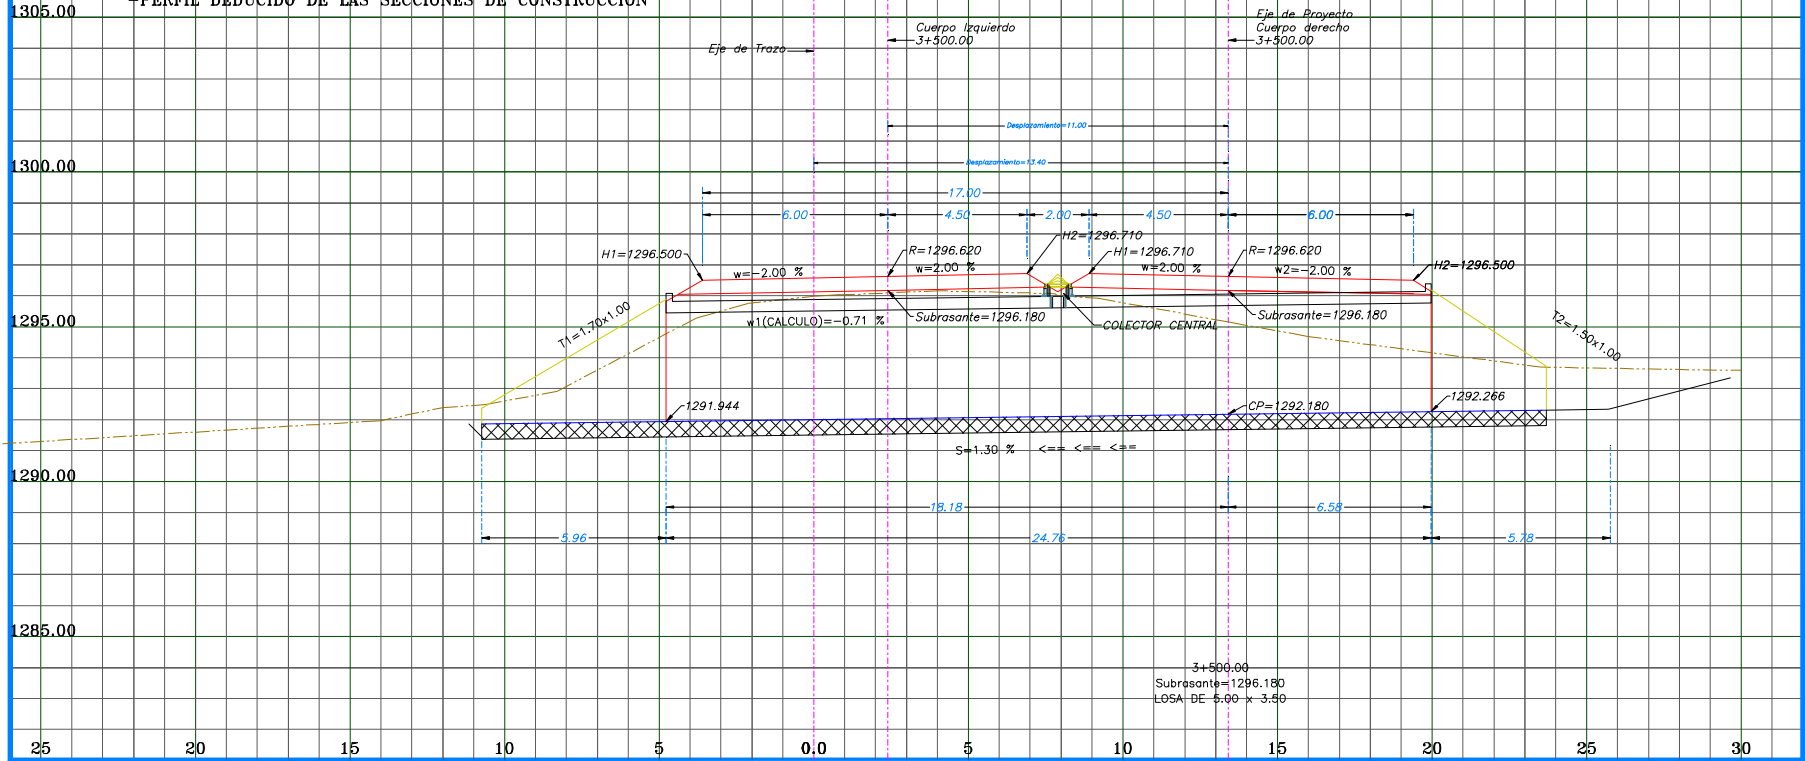 -PERFIL DEDUCIDO DE LAS SECCIONES DE CONSTRUCCION
1305.00
Eje de Trazo
Cuerpo Izquierdo
3+500.00
Eje de Proyecto
Cuerpo derecho
3+500.00
Desplazamiento=11.00
1300.00
Desplazamiento=13.40
17.00
6.00
4.50
2.00
4.50
6.00
H1=1296.500
R=1296.620
H2=1296.710
H1=1296.710
R=1296.620
H2=1296.500
w=-2.00 %
w=2.00 %
w=2.00 %
w2=-2.00 %
1295.00
T1=1.70x1.00
w1(CALCULO)=-0.71 %
Subrasante=1296.180
COLECTOR CENTRAL
Subrasante=1296.180
T2=1.50x1.00
1291.944
CP=1292.180
1292.266
S=1.30 % <== <== <==
1290.00
18.18
6.58
5.96
24.76
5.78
1285.00
3+500.00
Subrasante=1296.180
LOSA DE 5.00 x 3.50
25 20 15 10 5 0.0 5 10 15 20 25 30